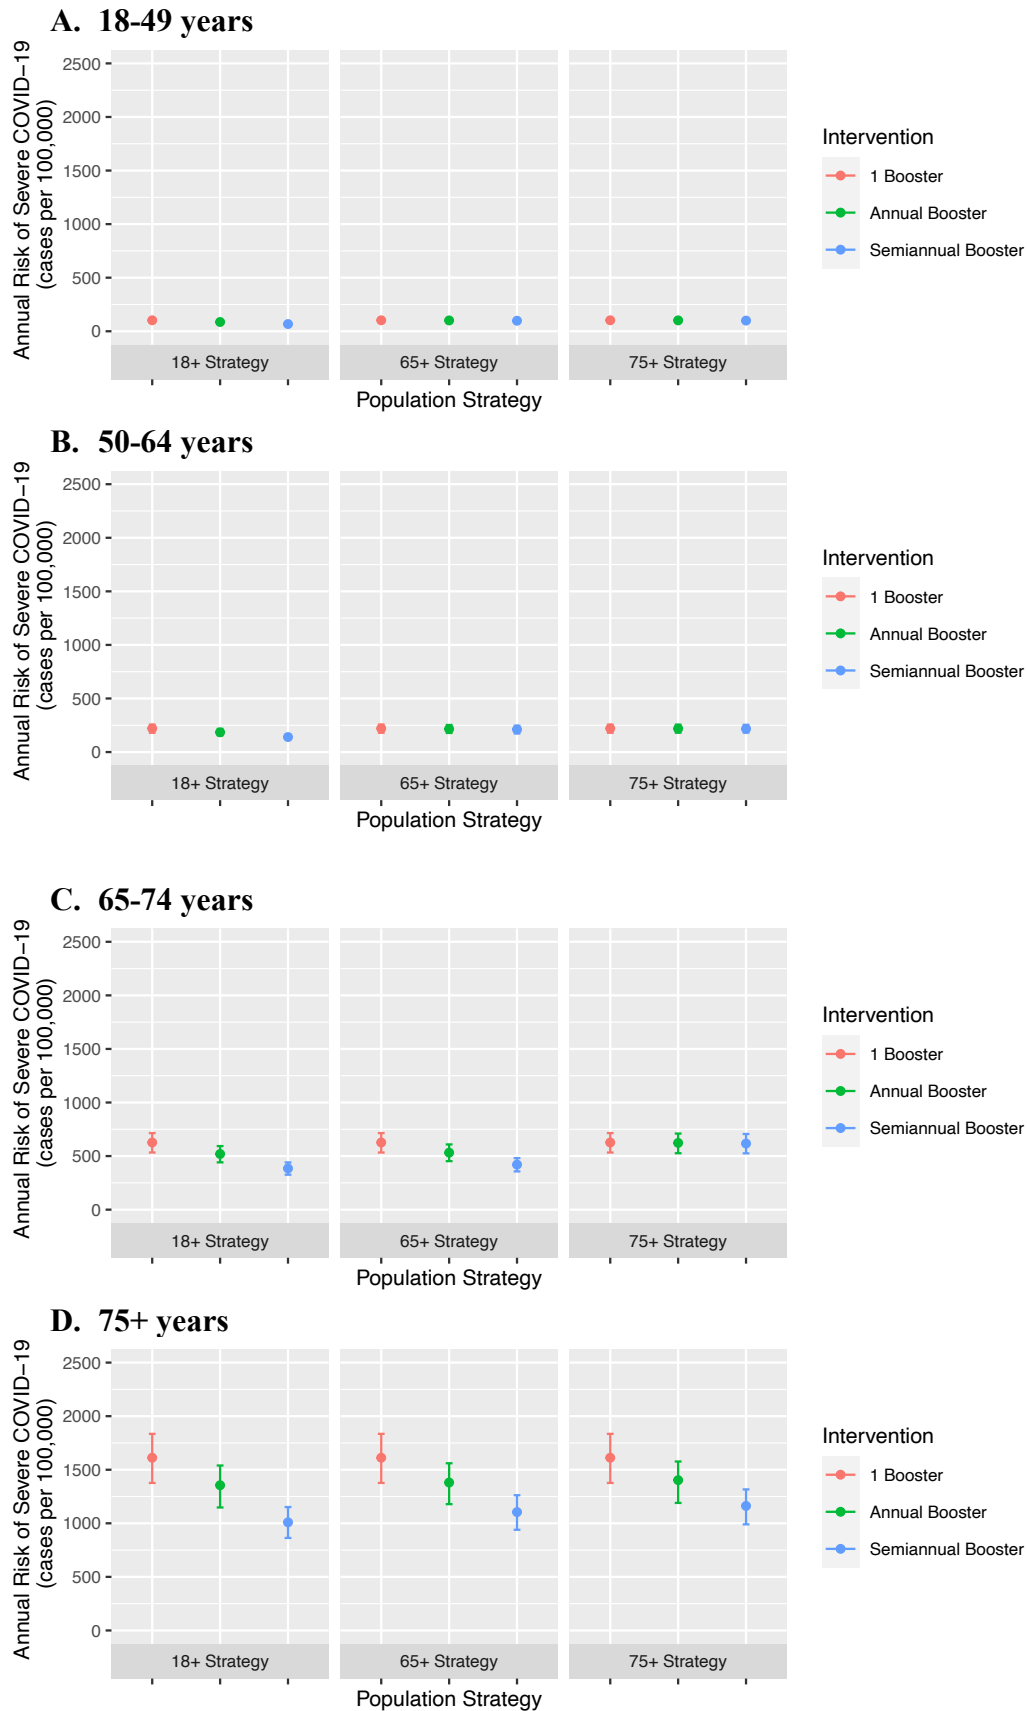 A. 18-49 years
Annual Risk of Severe COVID−19
(cases per 100,000)
2500
2000
1500
1000
500
0
18+ Strategy
65+ Strategy
75+ Strategy
Population Strategy
Intervention
1 Booster
Annual Booster
Semiannual Booster
B. 50-64 years
Annual Risk of Severe COVID−19
(cases per 100,000)
2500
2000
1500
1000
500
0
18+ Strategy
65+ Strategy
75+ Strategy
Population Strategy
Intervention
1 Booster
Annual Booster
Semiannual Booster
C. 65-74 years
Annual Risk of Severe COVID−19
(cases per 100,000)
2500
2000
1500
1000
500
0
18+ Strategy
65+ Strategy
75+ Strategy
Population Strategy
Intervention
1 Booster
Annual Booster
Semiannual Booster
D. 75+ years
Annual Risk of Severe COVID−19
(cases per 100,000)
2500
2000
1500
1000
500
0
18+ Strategy
65+ Strategy
75+ Strategy
Population Strategy
Intervention
1 Booster
Annual Booster
Semiannual Booster